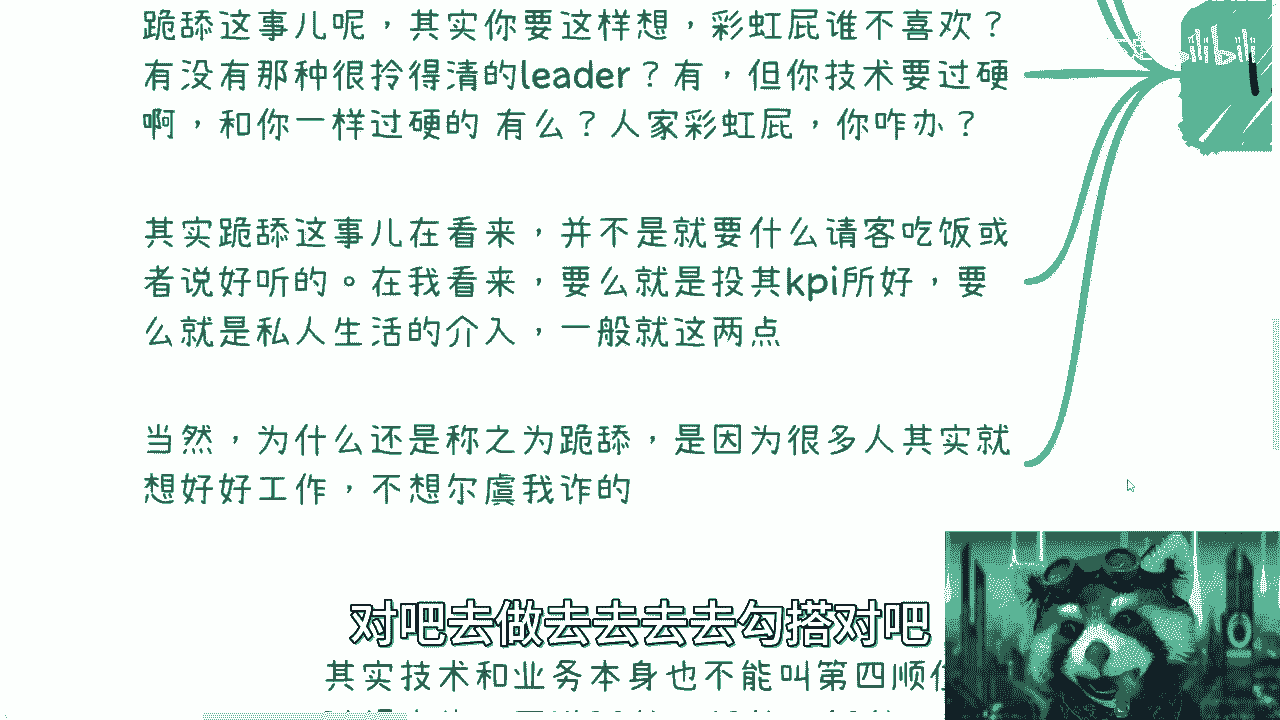 跪舔这事儿呢，其实你要这样想，彩虹屁谁不喜欢？
有没有那种很拎得清的leader？有，但你技术要过硬
啊，和你一样过硬的 有么？人家彩虹屁，你咋办？
其实跪舔这事儿在看来，并不是就要什么请客吃饭或
者说好听的。在我看来，要么就是投其kpi所好，要
么就是私人生活的介入，一般就这两点
当然，为什么还是称之为跪舔，是因为很多人其实就
想好好工作，不想尔虞我诈的
对吧去做去去去去勾搭对吧
其实技术和业务本身也不能叫第四顺位
bilibili